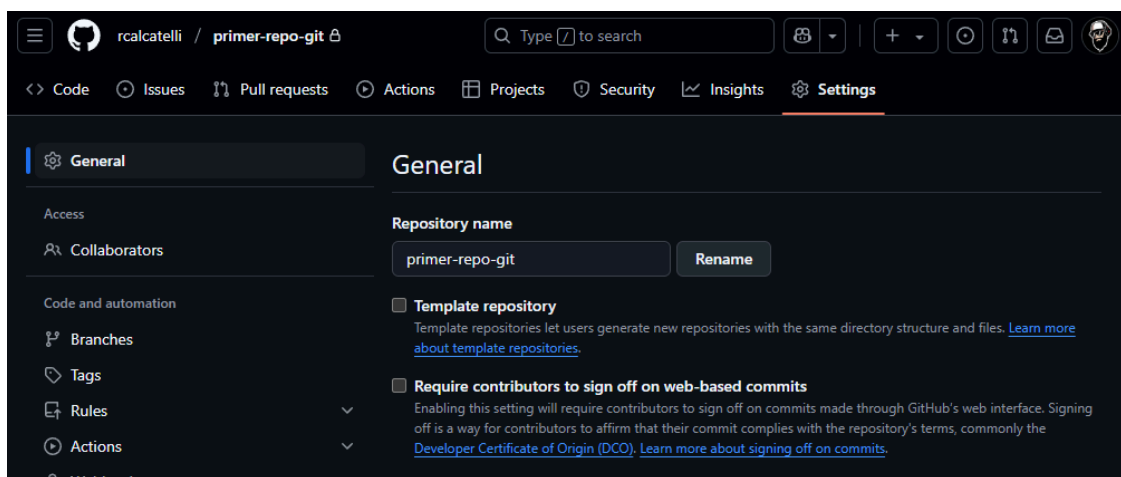 rcalcatelli / primer-repo-git
Type / to search
Code
Issues
Pull requests
Actions
Projects
Security
Insights
Settings
General
Access
Collaborators
Code and automation
Branches
Tags
Rules
Actions
General
Repository name
primer-repo-git
Rename
Template repository
Template repositories let users generate new repositories with the same directory structure and files. Learn more
about template repositories.
Require contributors to sign off on web-based commits
Enabling this setting will require contributors to sign off on commits made through GitHub's web interface. Signing
off is a way for contributors to affirm that their commit complies with the repository's terms, commonly the
Developer Certificate of Origin (DCO). Learn more about signing off on commits.